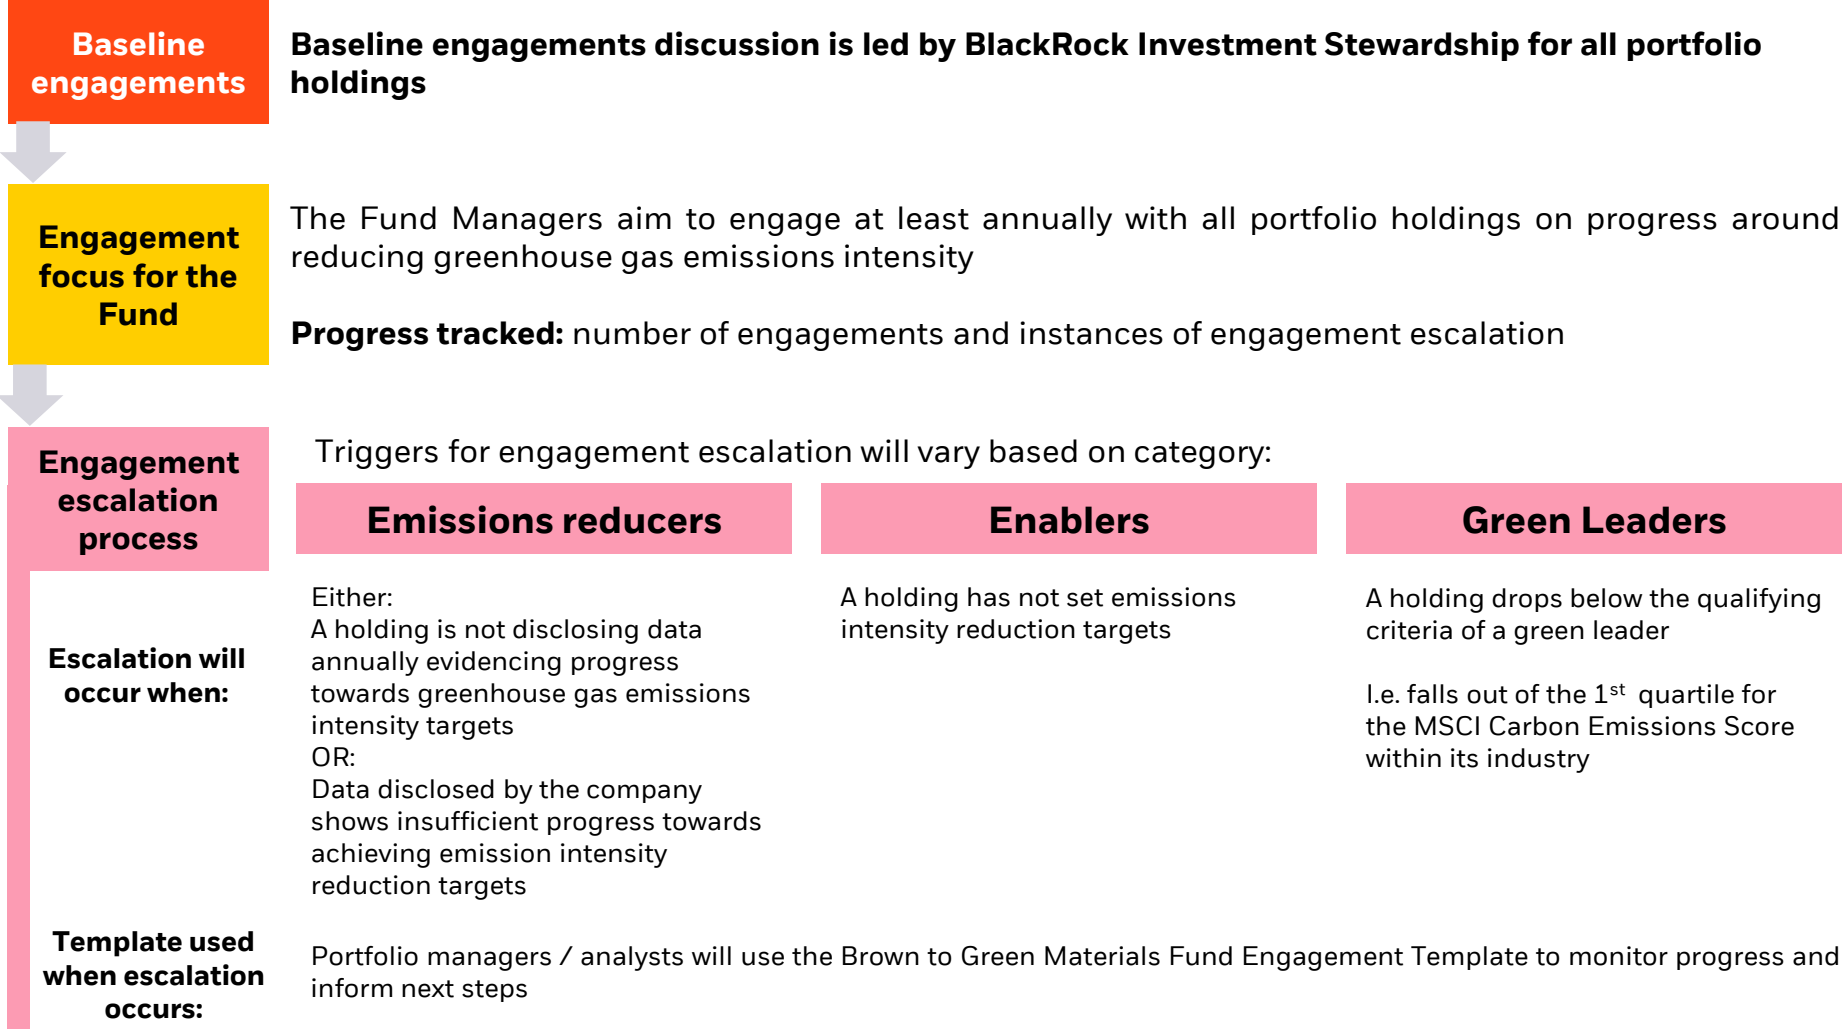 Baseline
engagements
Baseline engagements discussion is led by BlackRock Investment Stewardship for all portfolio
holdings
Engagement
focus for the
Fund
The Fund Managers aim to engage at least annually with all portfolio holdings on progress around
reducing greenhouse gas emissions intensity
Progress tracked: number of engagements and instances of engagement escalation
Engagement
escalation
process
Triggers for engagement escalation will vary based on category:
Emissions reducers
Enablers
Green Leaders
Escalation will
occur when:
Either:
A holding is not disclosing data
annually evidencing progress
towards greenhouse gas emissions
intensity targets
OR:
Data disclosed by the company
shows insufficient progress towards
achieving emission intensity
reduction targets
A holding has not set emissions
intensity reduction targets
A holding drops below the qualifying
criteria of a green leader
I.e. falls out of the 1st quartile for
the MSCI Carbon Emissions Score
within its industry
Template used
when escalation
occurs:
Portfolio managers / analysts will use the Brown to Green Materials Fund Engagement Template to monitor progress and
inform next steps